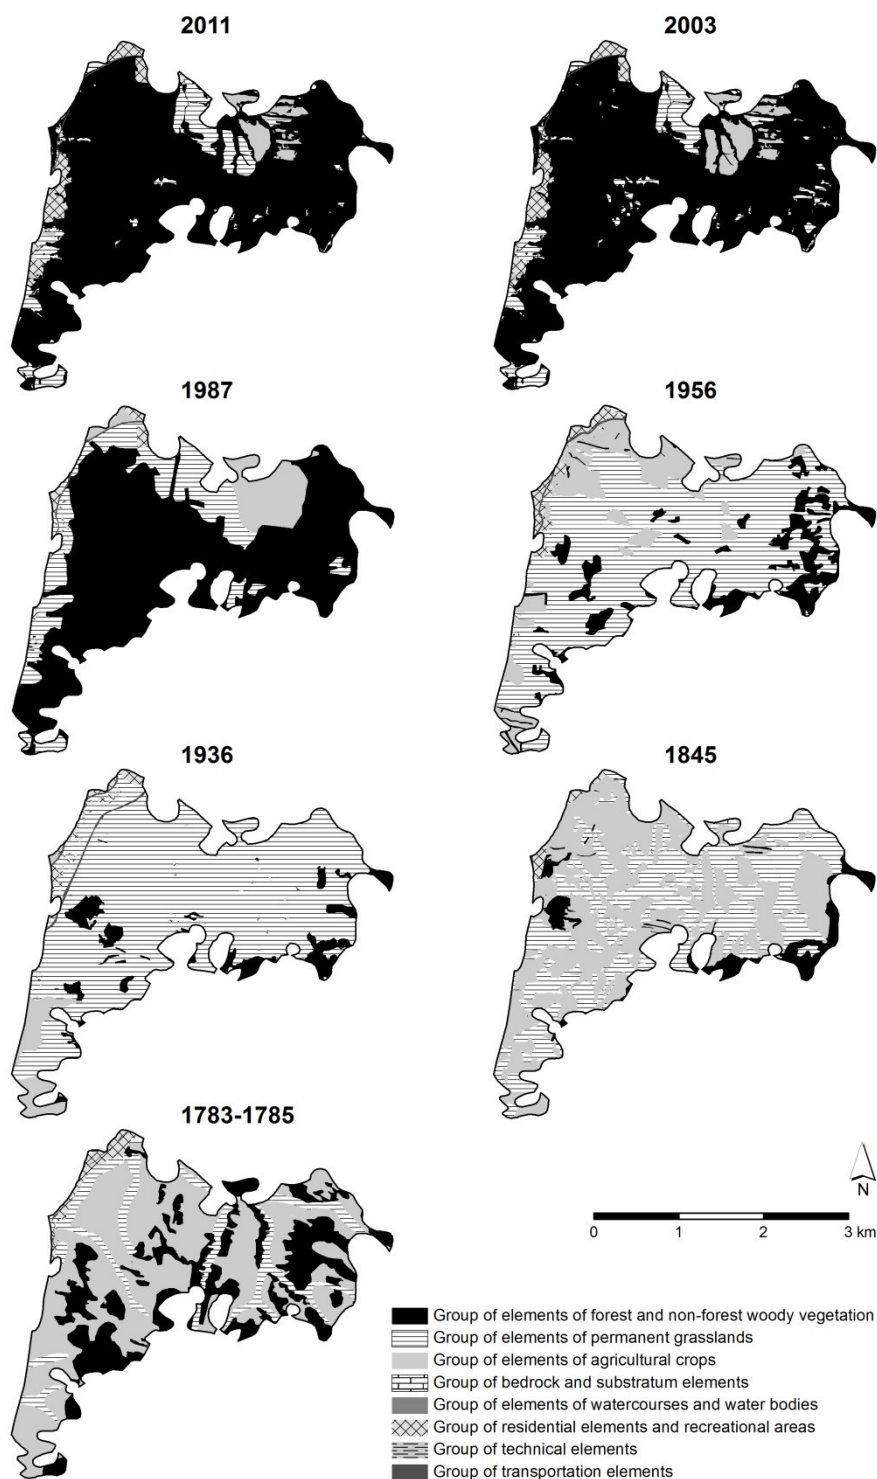 2011
2003
1987
1956
1936
1845
1783-1785
N
0 1 2 3 km
Group of elements of forest and non-forest woody vegetation
Group of elements of permanent grasslands
Group of elements of agricultural crops
Group of bedrock and substratum elements
Group of elements of watercourses and water bodies
Group of residential elements and recreational areas
Group of technical elements
Group of transportation elements